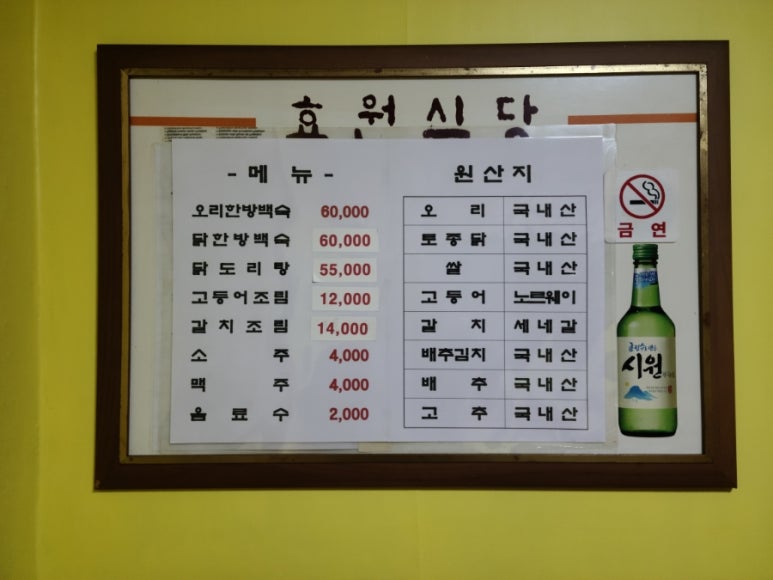 효원식당
- 메 뉴 -
오리한방백숙 60,000
닭한방백숙 60,000
닭도리탕 55,000
고등어조림 12,000
갈치조림 14,000
소 주 4,000
맥 주 4,000
음 료 수 2,000
원산지
오 리 국내산
토종닭 국내산
쌀 국내산
고등어 노르웨이
갈 치 세네갈
배추김치 국내산
배 추 국내산
고 추 국내산
금 연
시원